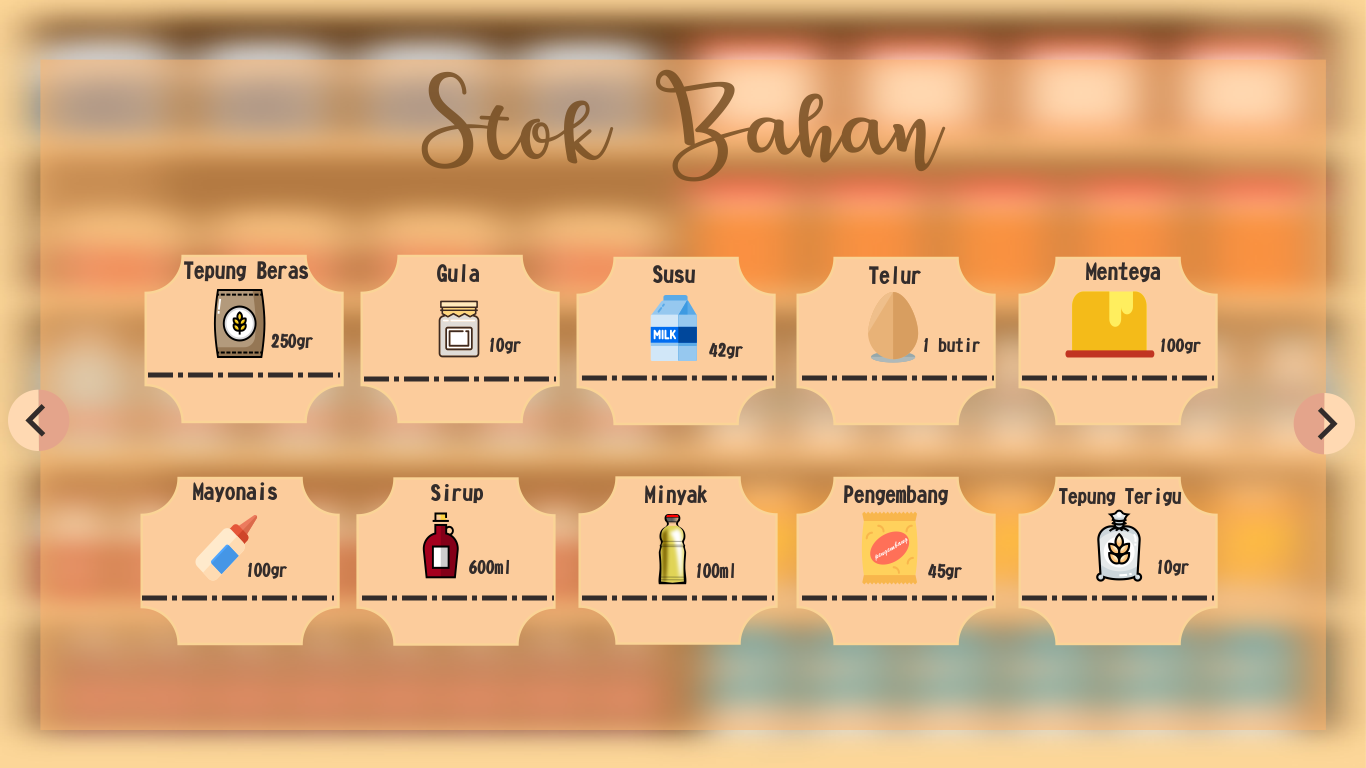 Stok Bahan
Tepung Beras
250gr
Gula
10gr
Susu
MILK
42gr
Telur
1 butir
Mentega
100gr
Mayonais
100gr
Sirup
600ml
Minyak
100ml
Pengembang
pengembang
45gr
Tepung Terigu
10gr